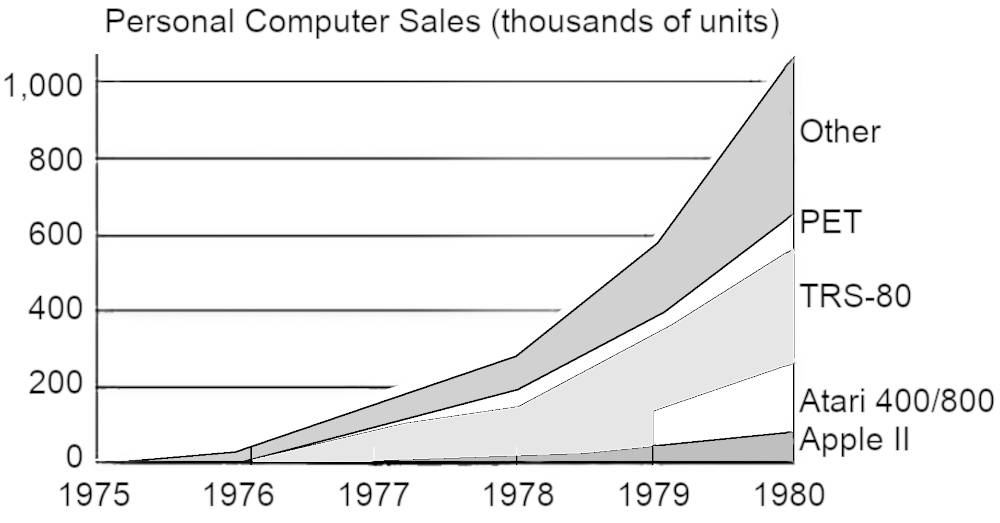 Personal Computer Sales (thousands of units)
1,000
800
600
400
200
0
Other
PET
TRS-80
Atari 400/800
Apple II
1975 1976 1977 1978 1979 1980